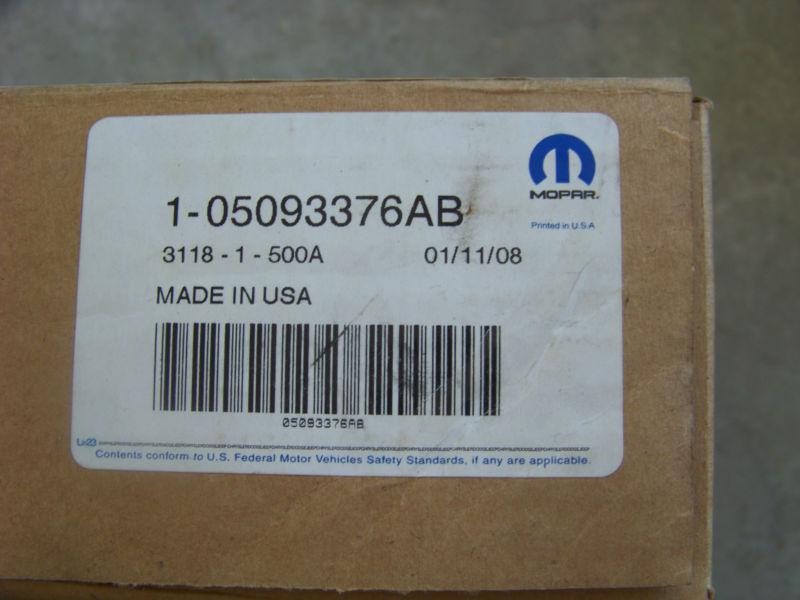 MOPAR
Printed in U.S.A
1-05093376AB
3118 - 1 - 500A 01/11/08
MADE IN USA
05093376AB
Contents conform to U.S. Federal Motor Vehicles Safety Standards, if any are applicable.